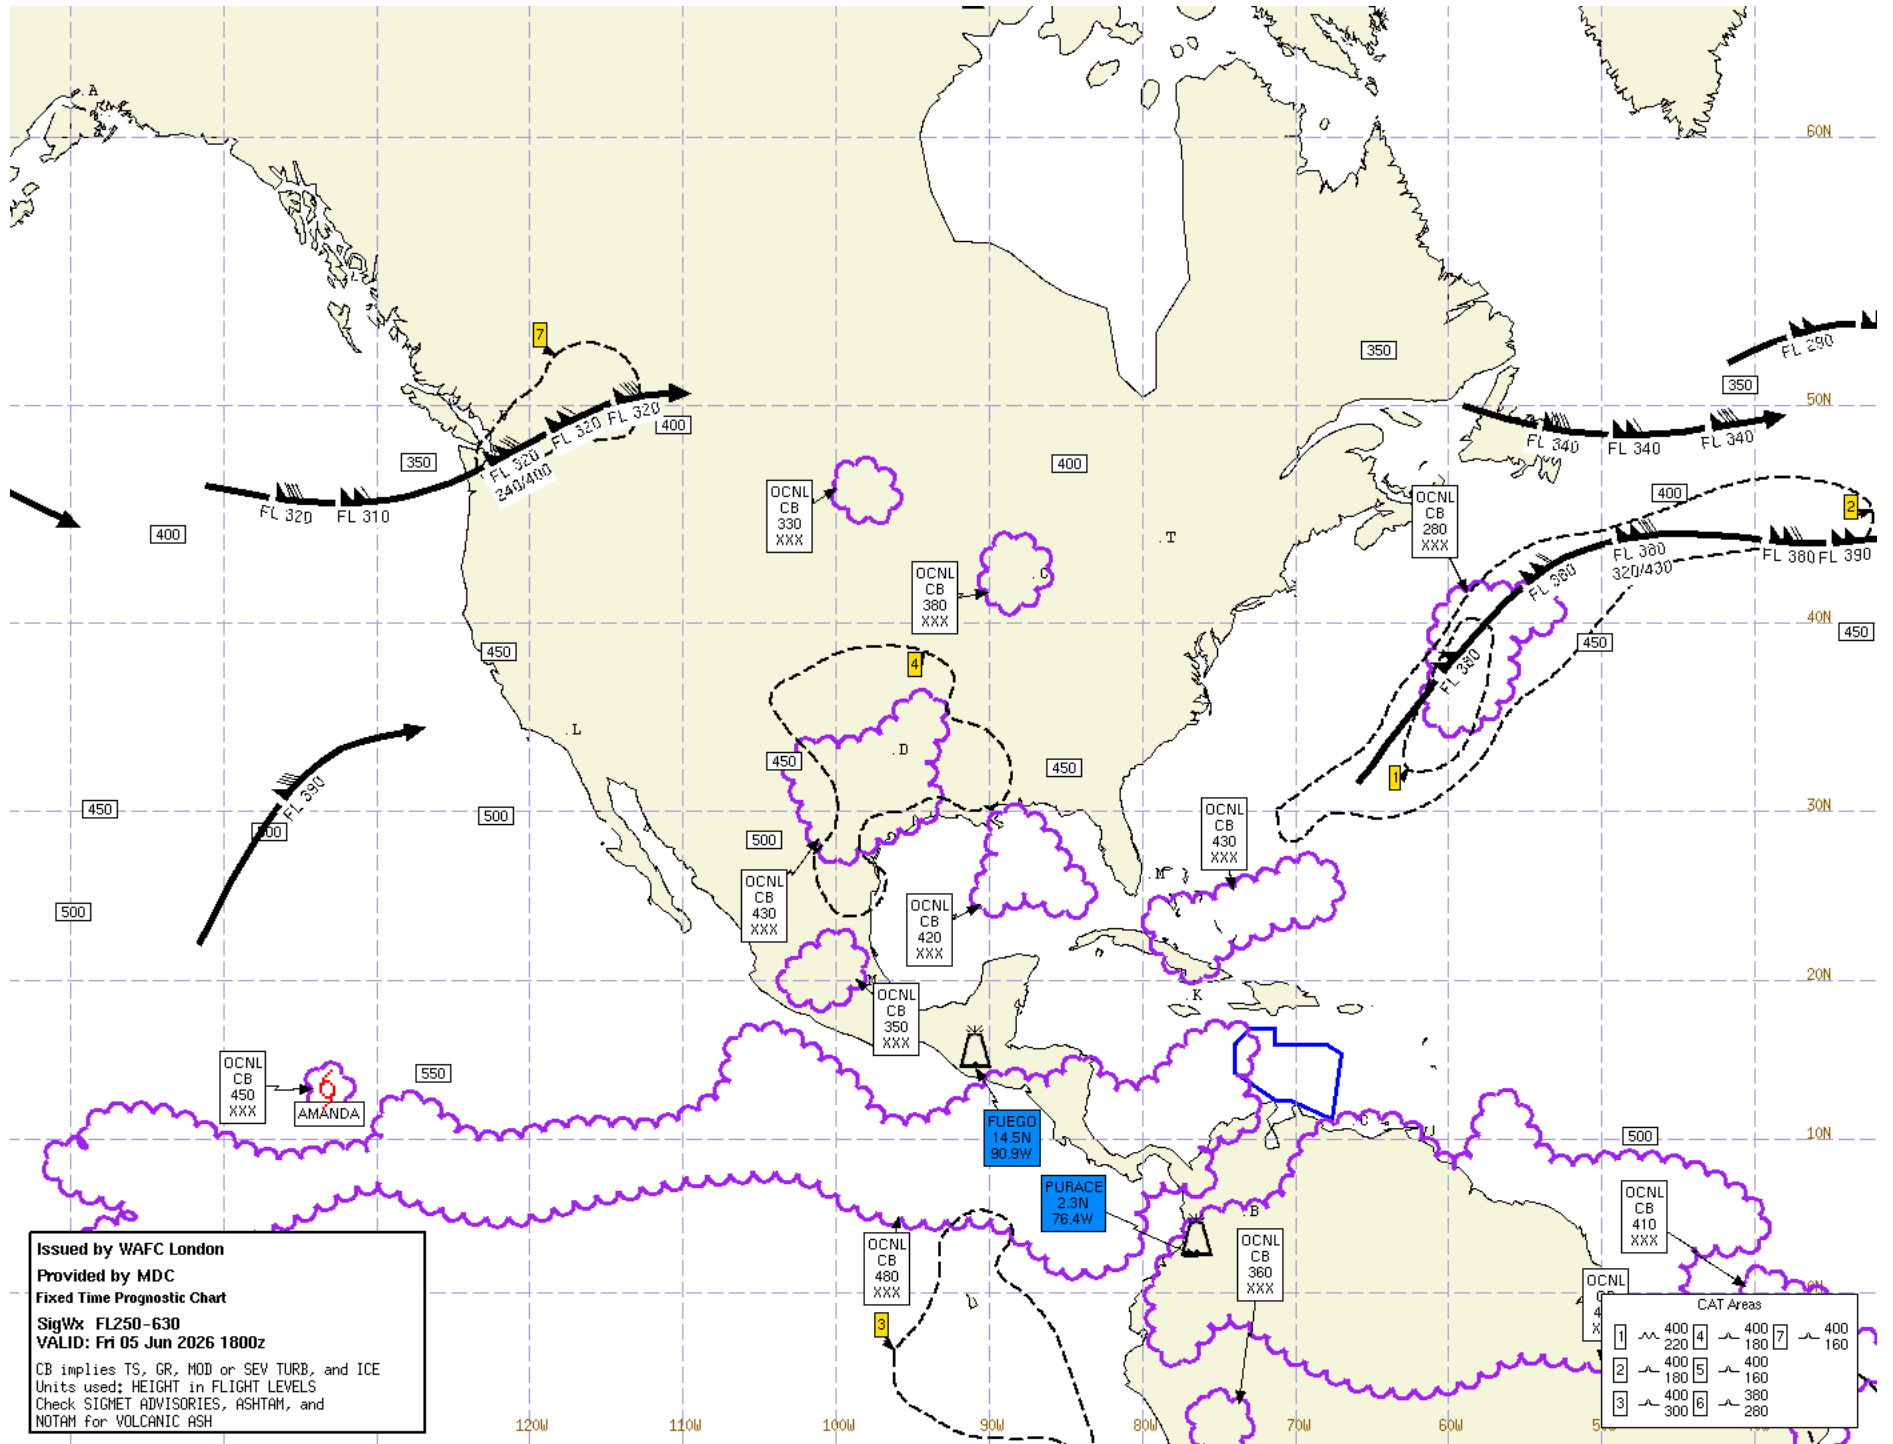 .A
60N
7
350
FL 290
350
50N
FL 320
FL 320
400
FL 340
FL 340
FL 340
350
FL 320
240/400
400
400
FL 320
FL 310
OCNL
CB
330
XXX
OCNL
CB
280
XXX
2
400
.T
FL 380
320/430
FL 380
FL 390
OCNL
CB
380
XXX
.C
FL 380
40N
450
450
450
4
FL 380
.L
.D
450
450
1
FL 390
450
500
500
30N
500
OCNL
CB
430
XXX
OCNL
CB
430
XXX
.M
500
OCNL
CB
420
XXX
20N
M
OCNL
CB
350
XXX
.K
OCNL
CB
450
XXX
550
AMANDA
FUEGO
14.5N
90.9W
.C
500
10N
PURACE
2.3N
76.4W
.B
OCNL
CB
410
XXX
OCNL
CB
480
XXX
OCNL
CB
360
XXX
3
OCNL
Issued by WAFC London
Provided by MDC
Fixed Time Prognostic Chart
SigWx FL250-630
VALID: Fri 05 Jun 2026 1800z
CB implies TS, GR, MOD or SEV TURB, and ICE
Units used: HEIGHT in FLIGHT LEVELS
Check SIGMET ADVISORIES, ASHTAM, and
NOTAM for VOLCANIC ASH
CAT Areas
1 400 220 4 400 180 7 400 160
2 400 180 5 400 160
3 400 300 6 380 280
120W
110W
100W
90W
80W
70W
60W